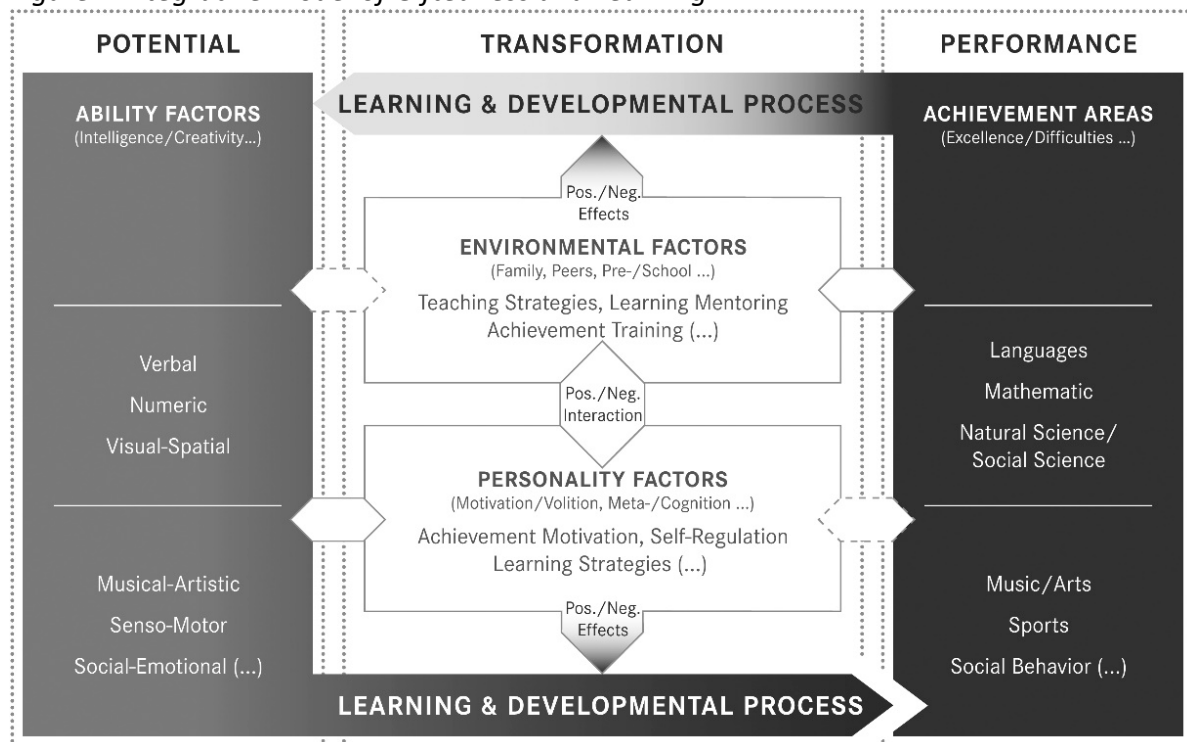 POTENTIAL
TRANSFORMATION
PERFORMANCE
LEARNING & DEVELOPMENTAL PROCESS
ABILITY FACTORS
(Intelligence/Creativity...)
Verbal
Numeric
Visual-Spatial
Musical-Artistic
Senso-Motor
Social-Emotional (...)
Pos./Neg.
Effects
ENVIRONMENTAL FACTORS
(Family, Peers, Pre-/School ...)
Teaching Strategies, Learning Mentoring
Achievement Training (...)
Pos./Neg.
Interaction
PERSONALITY FACTORS
(Motivation/Volition, Meta-/Cognition ...)
Achievement Motivation, Self-Regulation
Learning Strategies (...)
Pos./Neg.
Effects
LEARNING & DEVELOPMENTAL PROCESS
ACHIEVEMENT AREAS
(Excellence/Difficulties ...)
Languages
Mathematic
Natural Science/
Social Science
Music/Arts
Sports
Social Behavior (...)